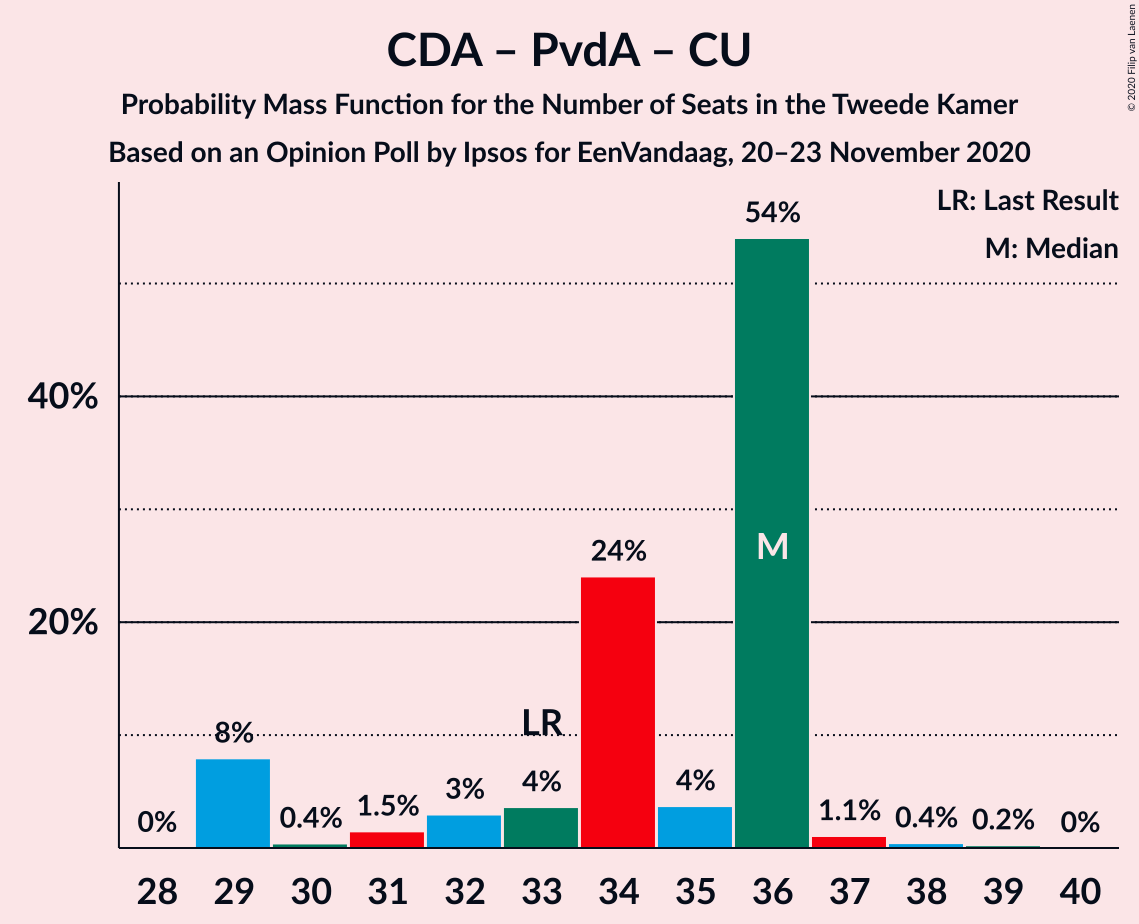 CDA – PvdA – CU
Probability Mass Function for the Number of Seats in the Tweede Kamer
Based on an Opinion Poll by Ipsos for EenVandaag, 20–23 November 2020
© 2020 Filip van Laenen
LR: Last Result
M: Median
54%
40%
M
24%
20%
LR
8%
4%
4%
3%
1.5%
1.1%
0%
0.4%
0.4%
0.2%
0%
28 29 30 31 32 33 34 35 36 37 38 39 40